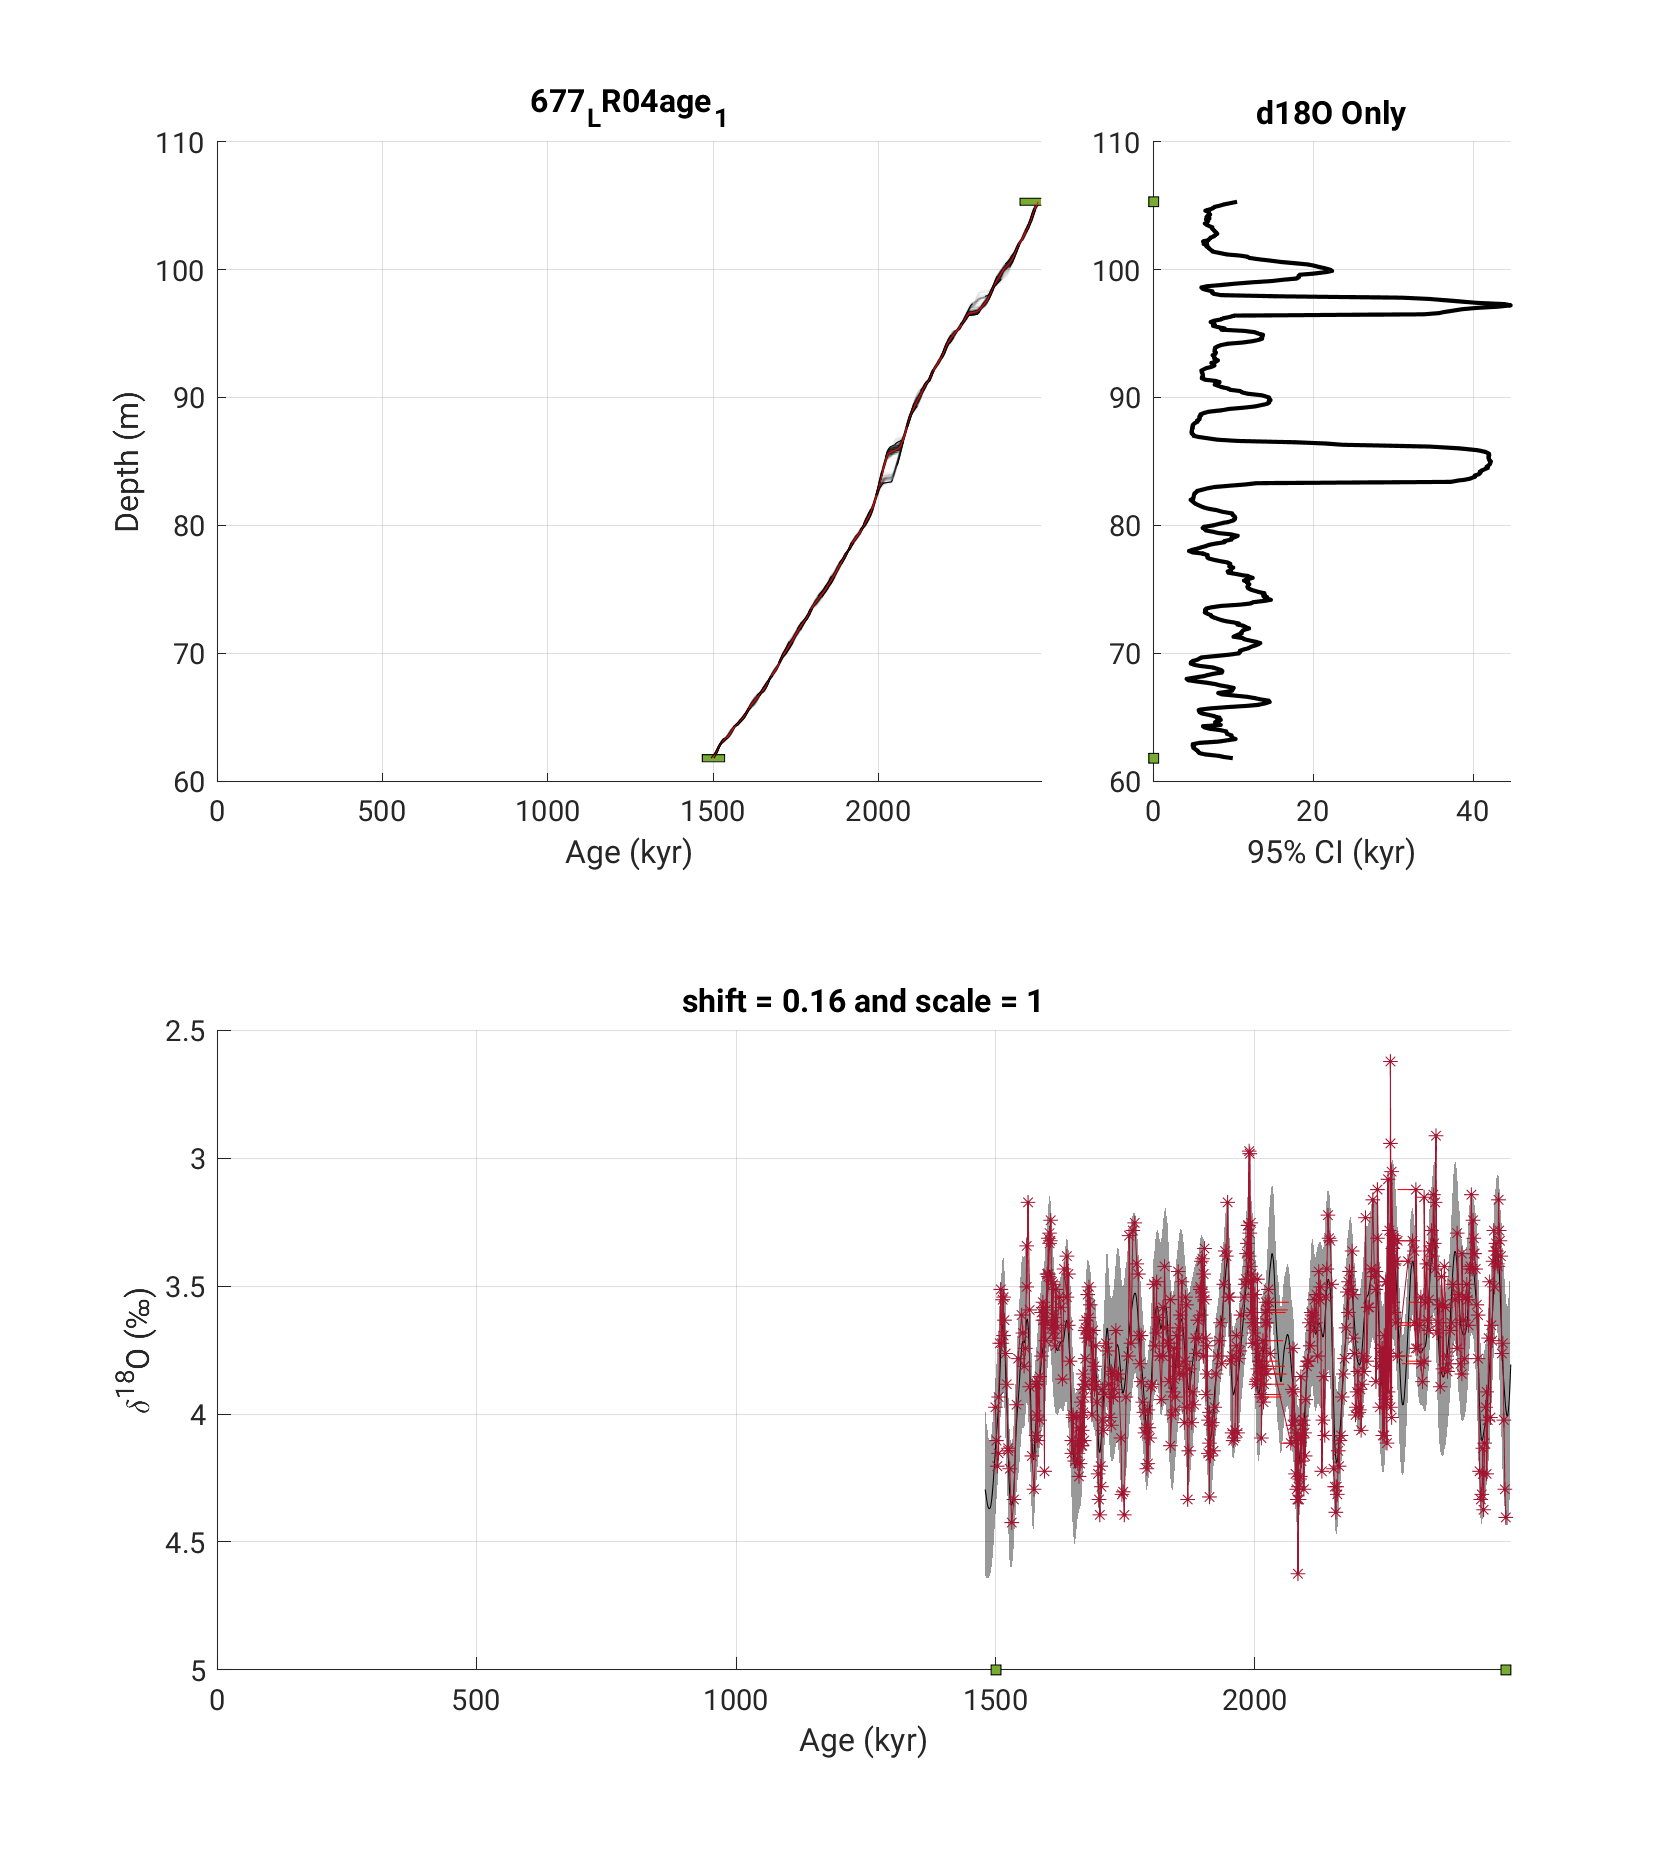 677LR04age1
d18O Only
110
100
90
80
70
60
Depth (m)
0 500 1000 1500 2000
Age (kyr)
110
100
90
80
70
60
0 20 40
95% CI (kyr)
shift = 0.16 and scale = 1
2.5
3
3.5
4
4.5
5
δ18O (‰)
0 500 1000 1500 2000
Age (kyr)